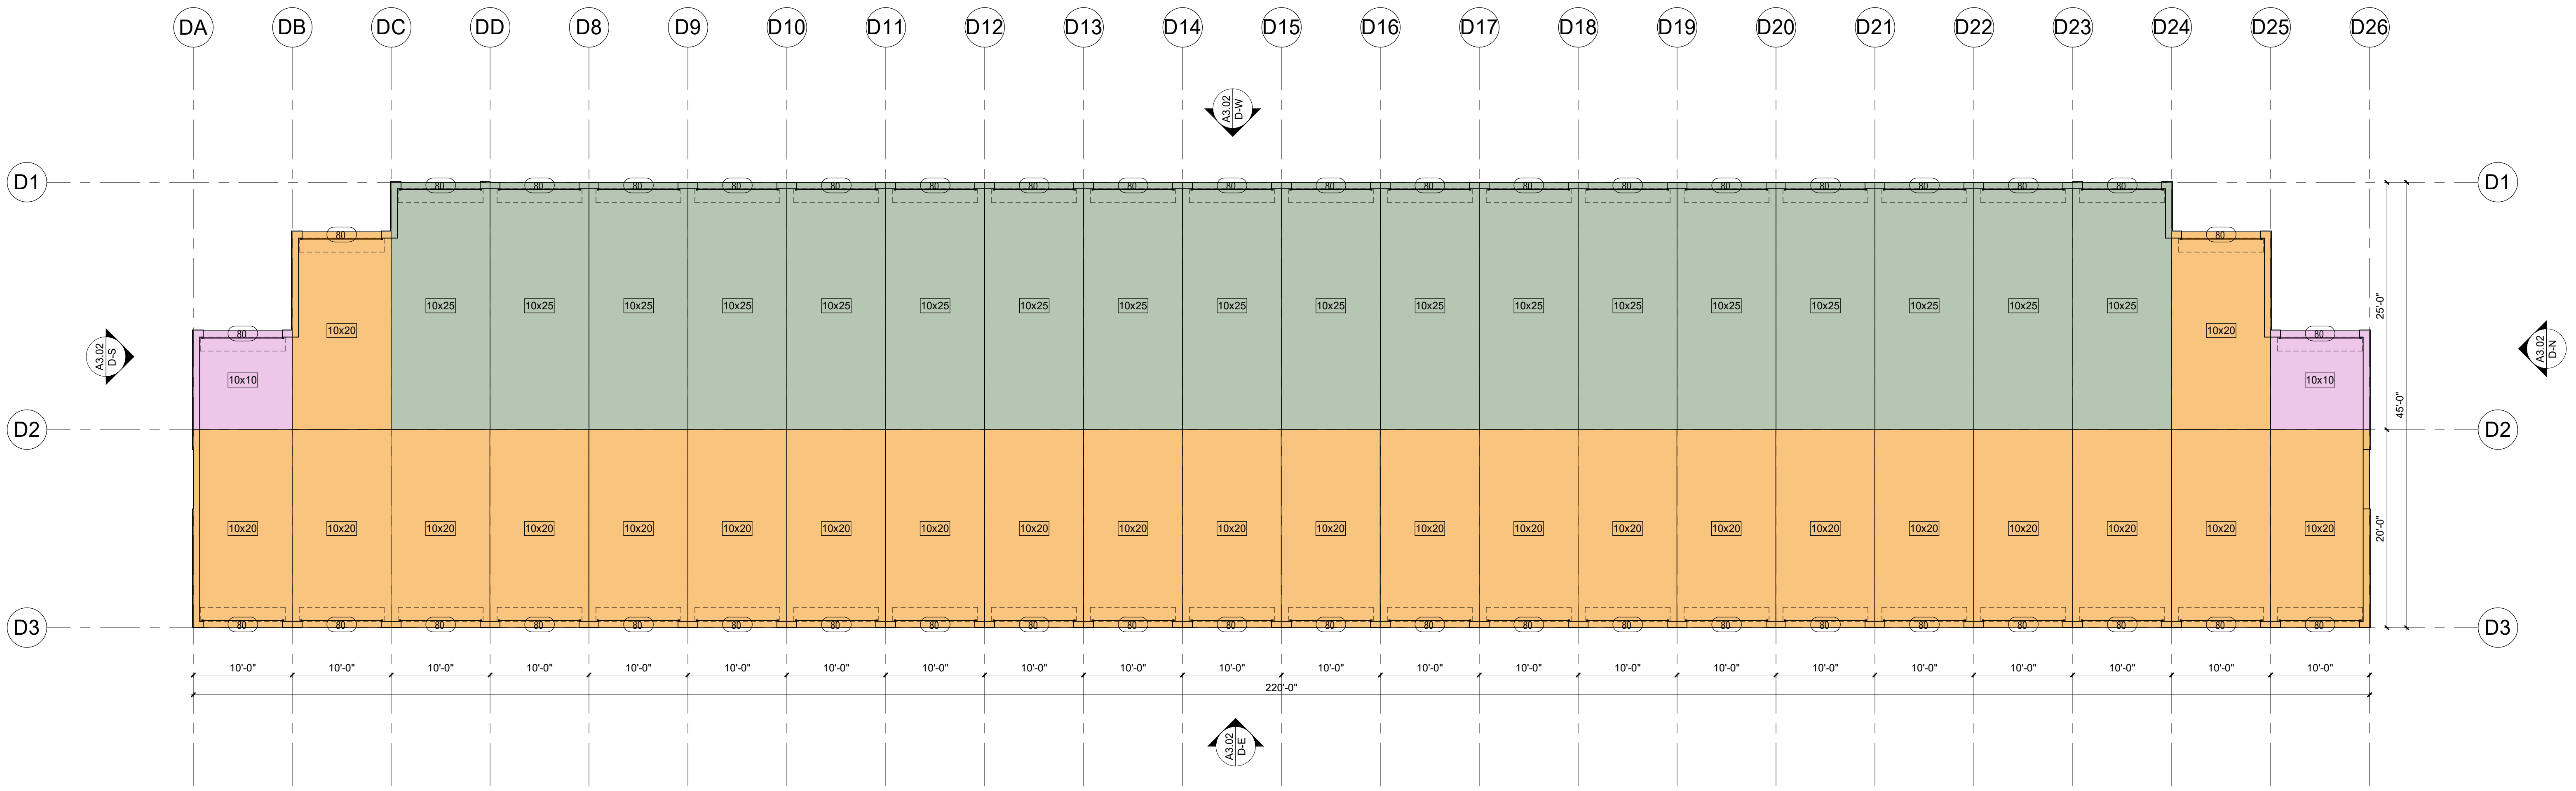 DA DB DC DD D8 D9 D10 D11 D12 D13 D14 D15 D16 D17 D18 D19 D20 D21 D22 D23 D24 D25 D26
A3.02
D-W
D1 80 80 80 80 80 80 80 80 80 80 80 80 80 80 80 80 80 80 D1
80 80
10x25 10x25 10x25 10x25 10x25 10x25 10x25 10x25 10x25 10x25 10x25 10x25 10x25 10x25 10x25 10x25 10x25 10x25 25'-0"
80 10x20 10x20 80
A3.02
D-S
A3.02
D-N
10x10 10x10
45'-0"
D2 D2
10x20 10x20 10x20 10x20 10x20 10x20 10x20 10x20 10x20 10x20 10x20 10x20 10x20 10x20 10x20 10x20 10x20 10x20 10x20 10x20 10x20 10x20 20'-0"
D3 80 80 80 80 80 80 80 80 80 80 80 80 80 80 80 80 80 80 80 80 80 80 D3
10'-0" 10'-0" 10'-0" 10'-0" 10'-0" 10'-0" 10'-0" 10'-0" 10'-0" 10'-0" 10'-0" 10'-0" 10'-0" 10'-0" 10'-0" 10'-0" 10'-0" 10'-0" 10'-0" 10'-0" 10'-0" 10'-0"
220'-0"
A3.02
D-E